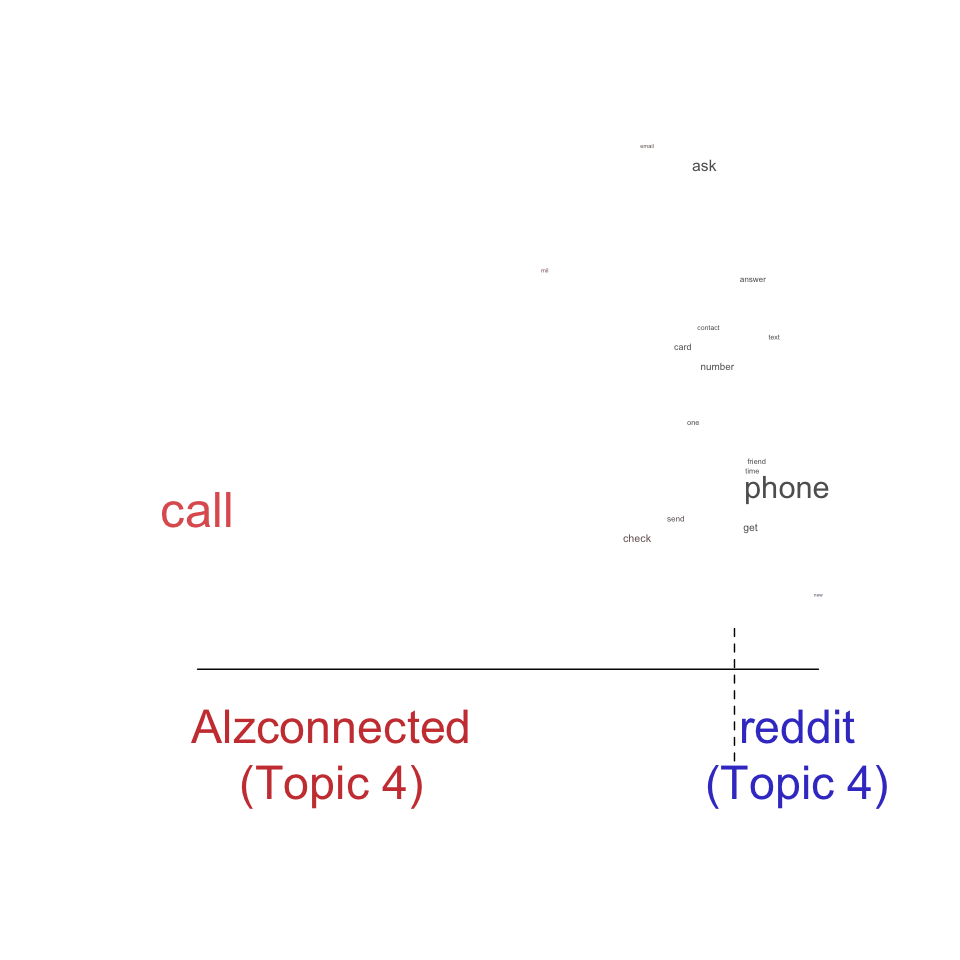 email
ask
mil
answer
contact
text
card
number
one
friend
time
phone
call
send
get
check
new
Alzconnected
(Topic 4)
reddit
(Topic 4)